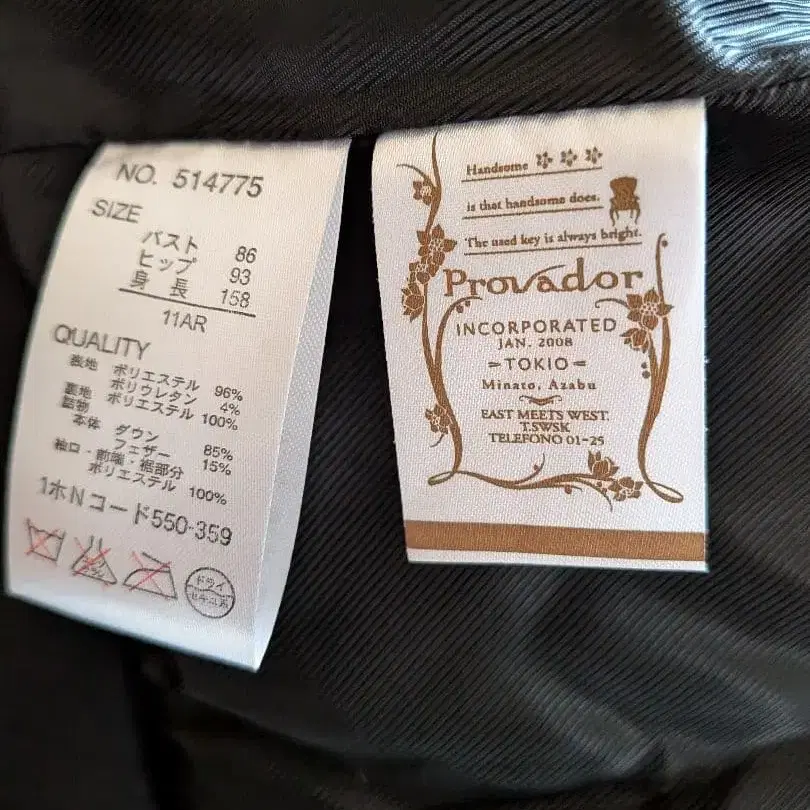 NO. 514775
SIZE
バスト 86
ヒップ 93
身長 158
11AR
QUALITY
表地 ポリエステル 96%
ポリウレタン 4%
裏地 ポリエステル 100%
詰物
本体 ダウン 85%
フェザー 15%
袖口・前端・裾部分
ポリエステル 100%
1ホNコード550-359
ドライ
セキユ系
Handsome
is that handsome does.
The used key is always bright.
Provador
INCORPORATED
JAN. 2008
TOKIO
Minato, Azabu
EAST MEETS WEST.
T.SWSK
TELEFONO 01-25